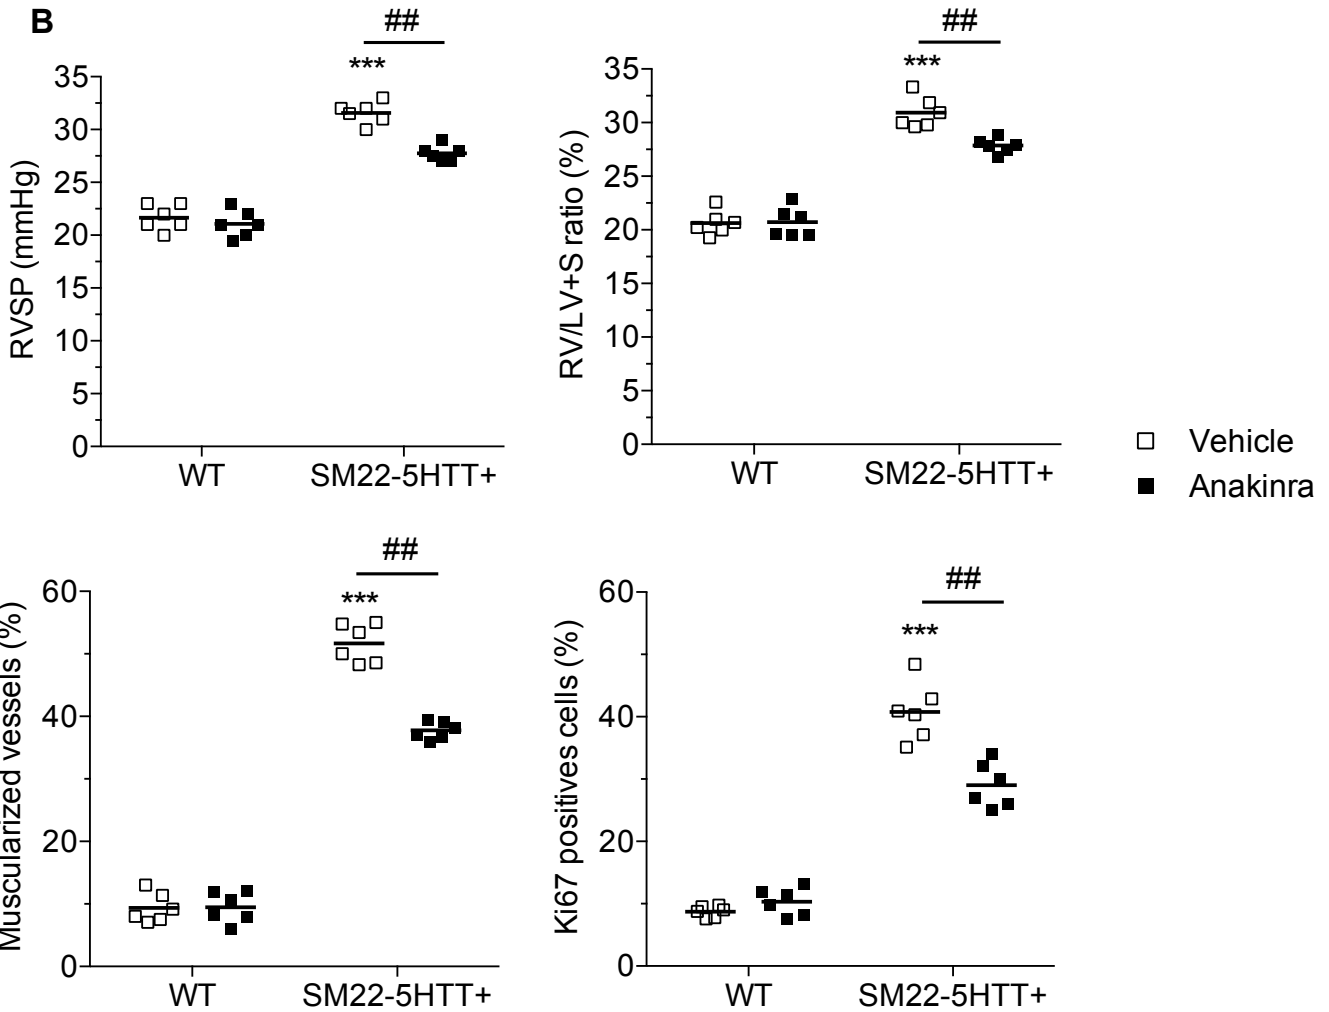 B
##
***
35
30
25
20
15
10
5
0
RVSP (mmHg)
WT
SM22-5HTT+
##
***
35
30
25
20
15
10
5
0
RV/LV+S ratio (%)
WT
SM22-5HTT+
Vehicle
Anakinra
##
***
60
40
20
0
Muscularized vessels (%)
WT
SM22-5HTT+
##
***
60
40
20
0
Ki67 positives cells (%)
WT
SM22-5HTT+